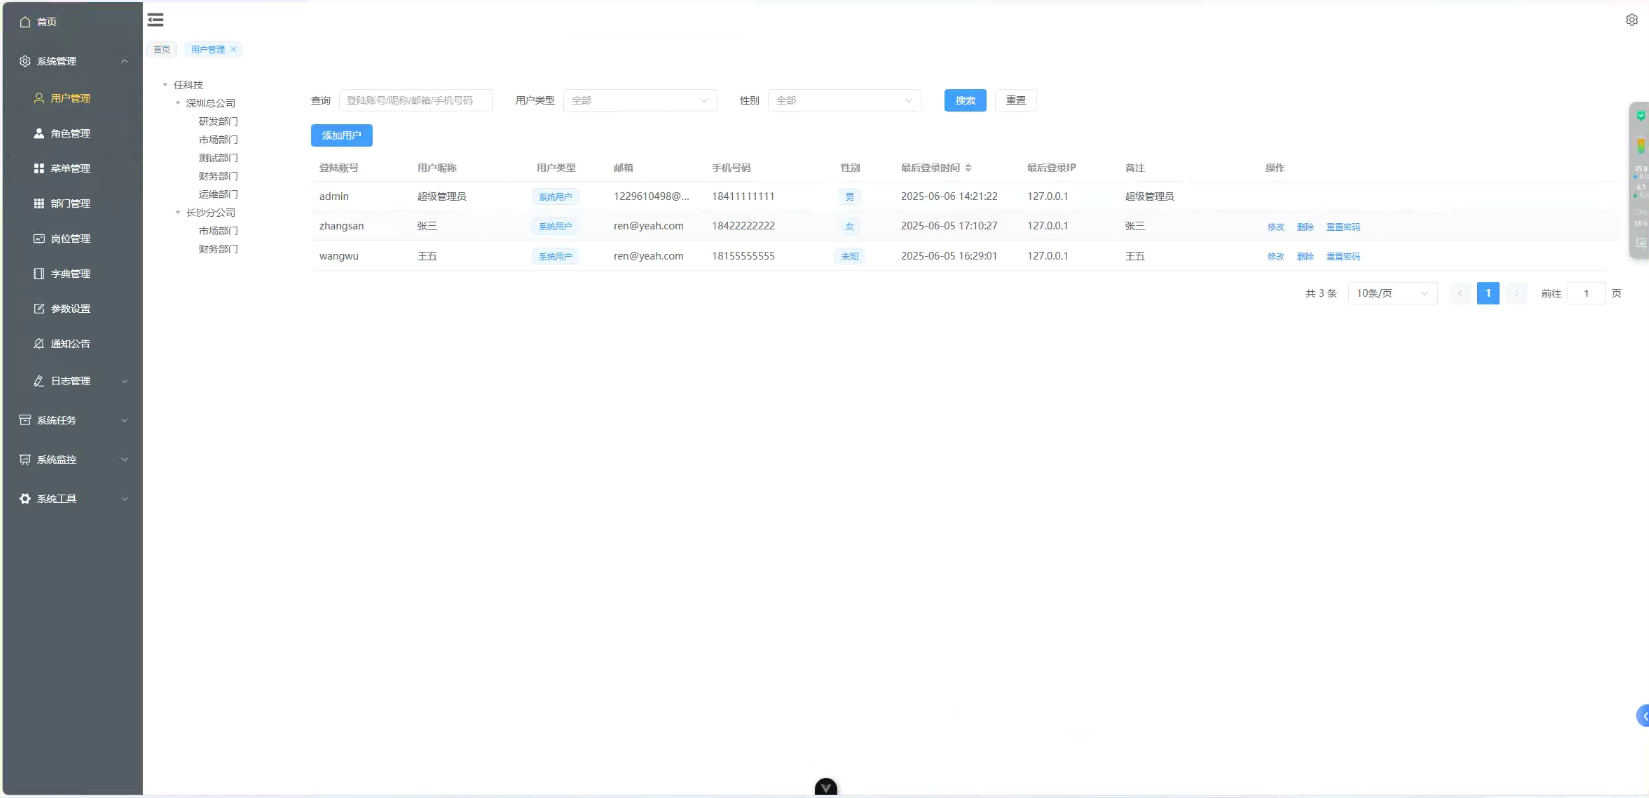 首页
系统管理
用户管理
角色管理
菜单管理
部门管理
岗位管理
字典管理
参数设置
通知公告
日志管理
系统任务
系统监控
系统工具
首页 用户管理 ×
任科技
深圳总公司
研发部门
市场部门
测试部门
财务部门
运维部门
长沙分公司
市场部门
财务部门
查询 登陆账号/昵称/邮箱/手机号码 用户类型 全部 性别 全部 搜索 重置
添加用户
登陆账号 用户昵称 用户类型 邮箱 手机号码 性别 最后登录时间 最后登录IP 备注 操作
admin 超级管理员 系统用户 1229610498@... 18411111111 男 2025-06-06 14:21:22 127.0.0.1 超级管理员
zhangsan 张三 系统用户 ren@yeah.com 18422222222 女 2025-06-05 17:10:27 127.0.0.1 张三 修改 删除 重置密码
wangwu 王五 系统用户 ren@yeah.com 18155555555 未知 2025-06-05 16:29:01 127.0.0.1 王五 修改 删除 重置密码
共 3 条 10条/页 1 前往 1 页